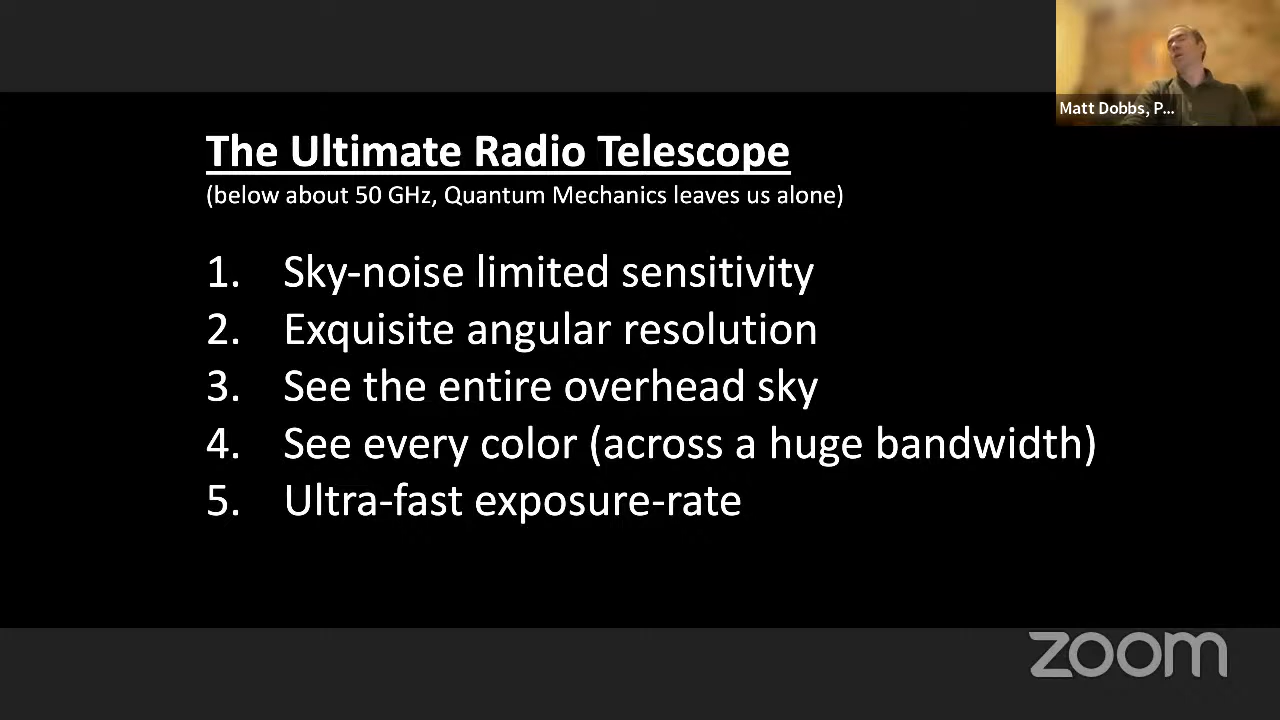 Matt Dobbs, P...
The Ultimate Radio Telescope
(below about 50 GHz, Quantum Mechanics leaves us alone)
1. Sky-noise limited sensitivity
2. Exquisite angular resolution
3. See the entire overhead sky
4. See every color (across a huge bandwidth)
5. Ultra-fast exposure-rate
zoom